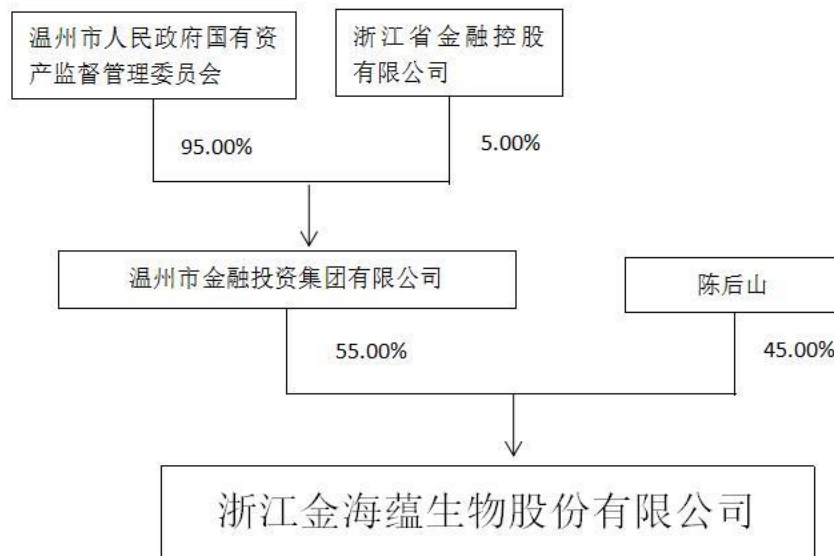 温州市人民政府国有资
产监督管理委员会
浙江省金融控股
有限公司
95.00%
5.00%
温州市金融投资集团有限公司
陈后山
55.00%
45.00%
浙江金海蕴生物股份有限公司